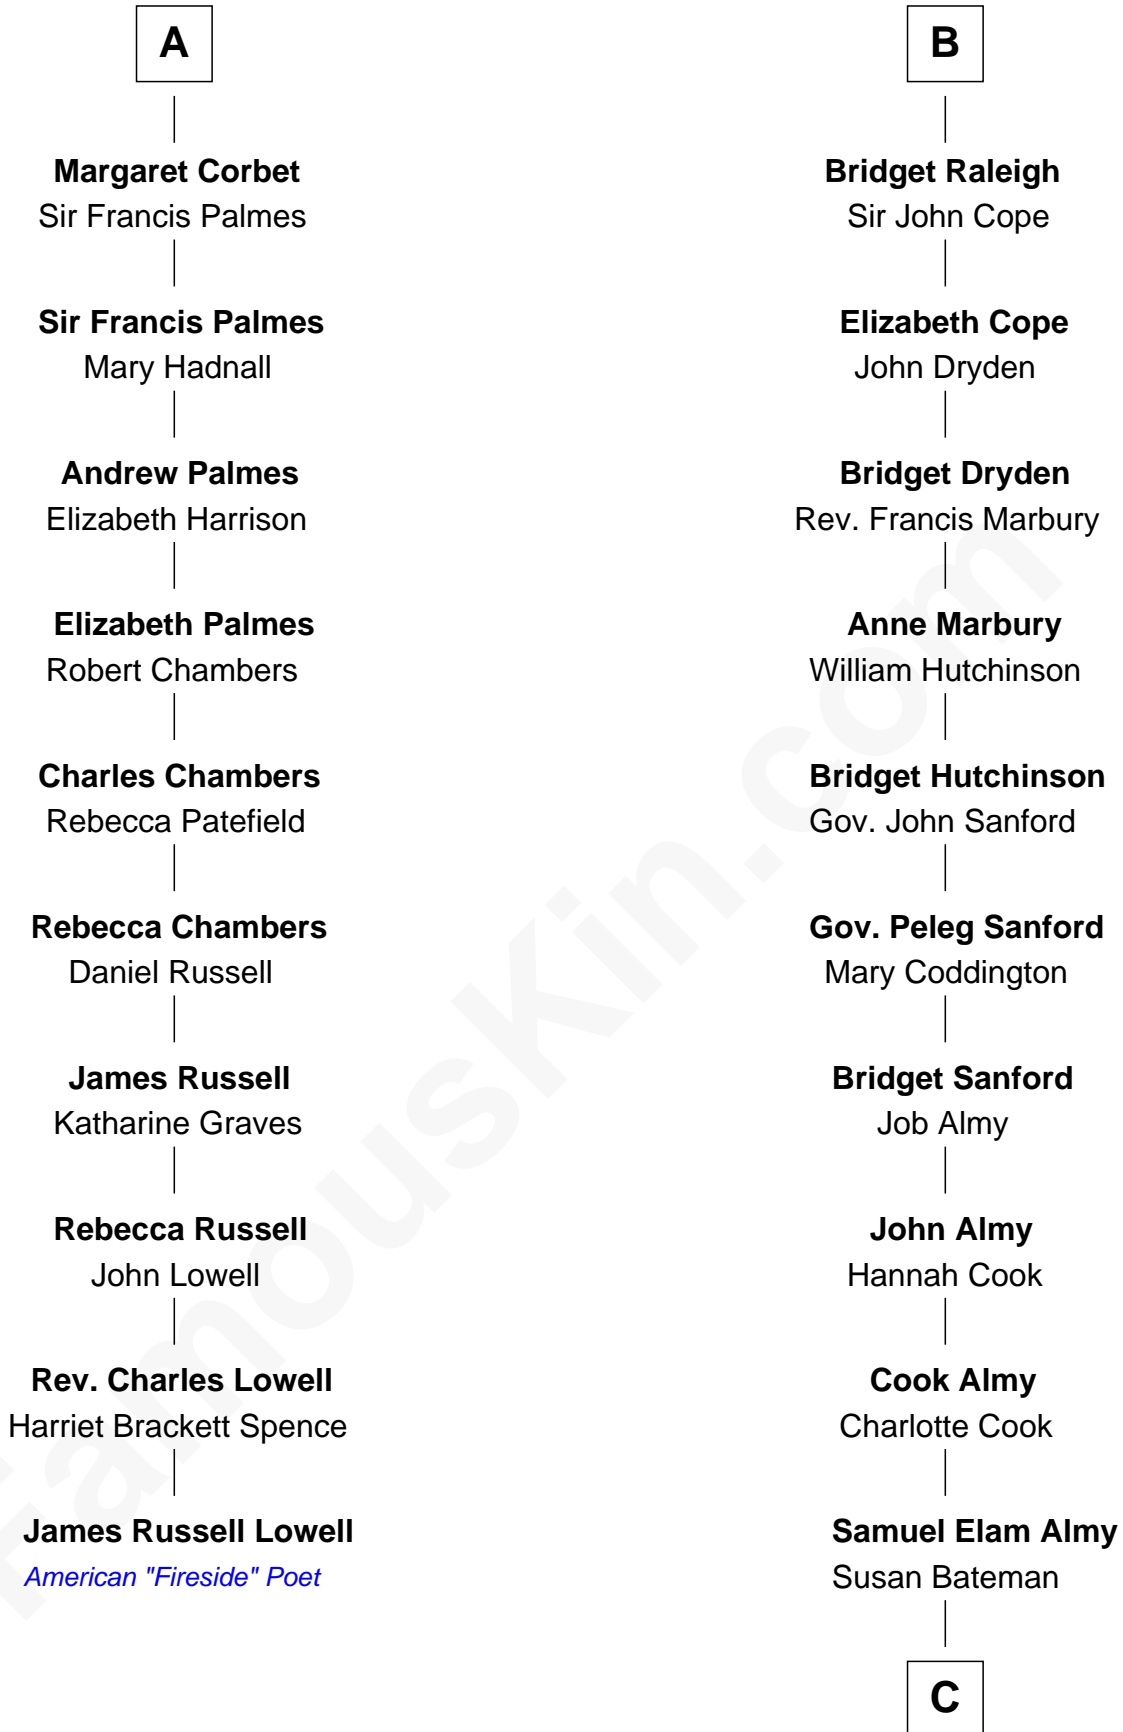 A
Margaret Corbet
Sir Francis Palmes
Sir Francis Palmes
Mary Hadnall
Andrew Palmes
Elizabeth Harrison
Elizabeth Palmes
Robert Chambers
Charles Chambers
Rebecca Patefield
Rebecca Chambers
Daniel Russell
James Russell
Katharine Graves
Rebecca Russell
John Lowell
Rev. Charles Lowell
Harriet Brackett Spence
James Russell Lowell
American "Fireside" Poet
B
Bridget Raleigh
Sir John Cope
Elizabeth Cope
John Dryden
Bridget Dryden
Rev. Francis Marbury
Anne Marbury
William Hutchinson
Bridget Hutchinson
Gov. John Sanford
Gov. Peleg Sanford
Mary Coddington
Bridget Sanford
Job Almy
John Almy
Hannah Cook
Cook Almy
Charlotte Cook
Samuel Elam Almy
Susan Bateman
C
FamousKin.com